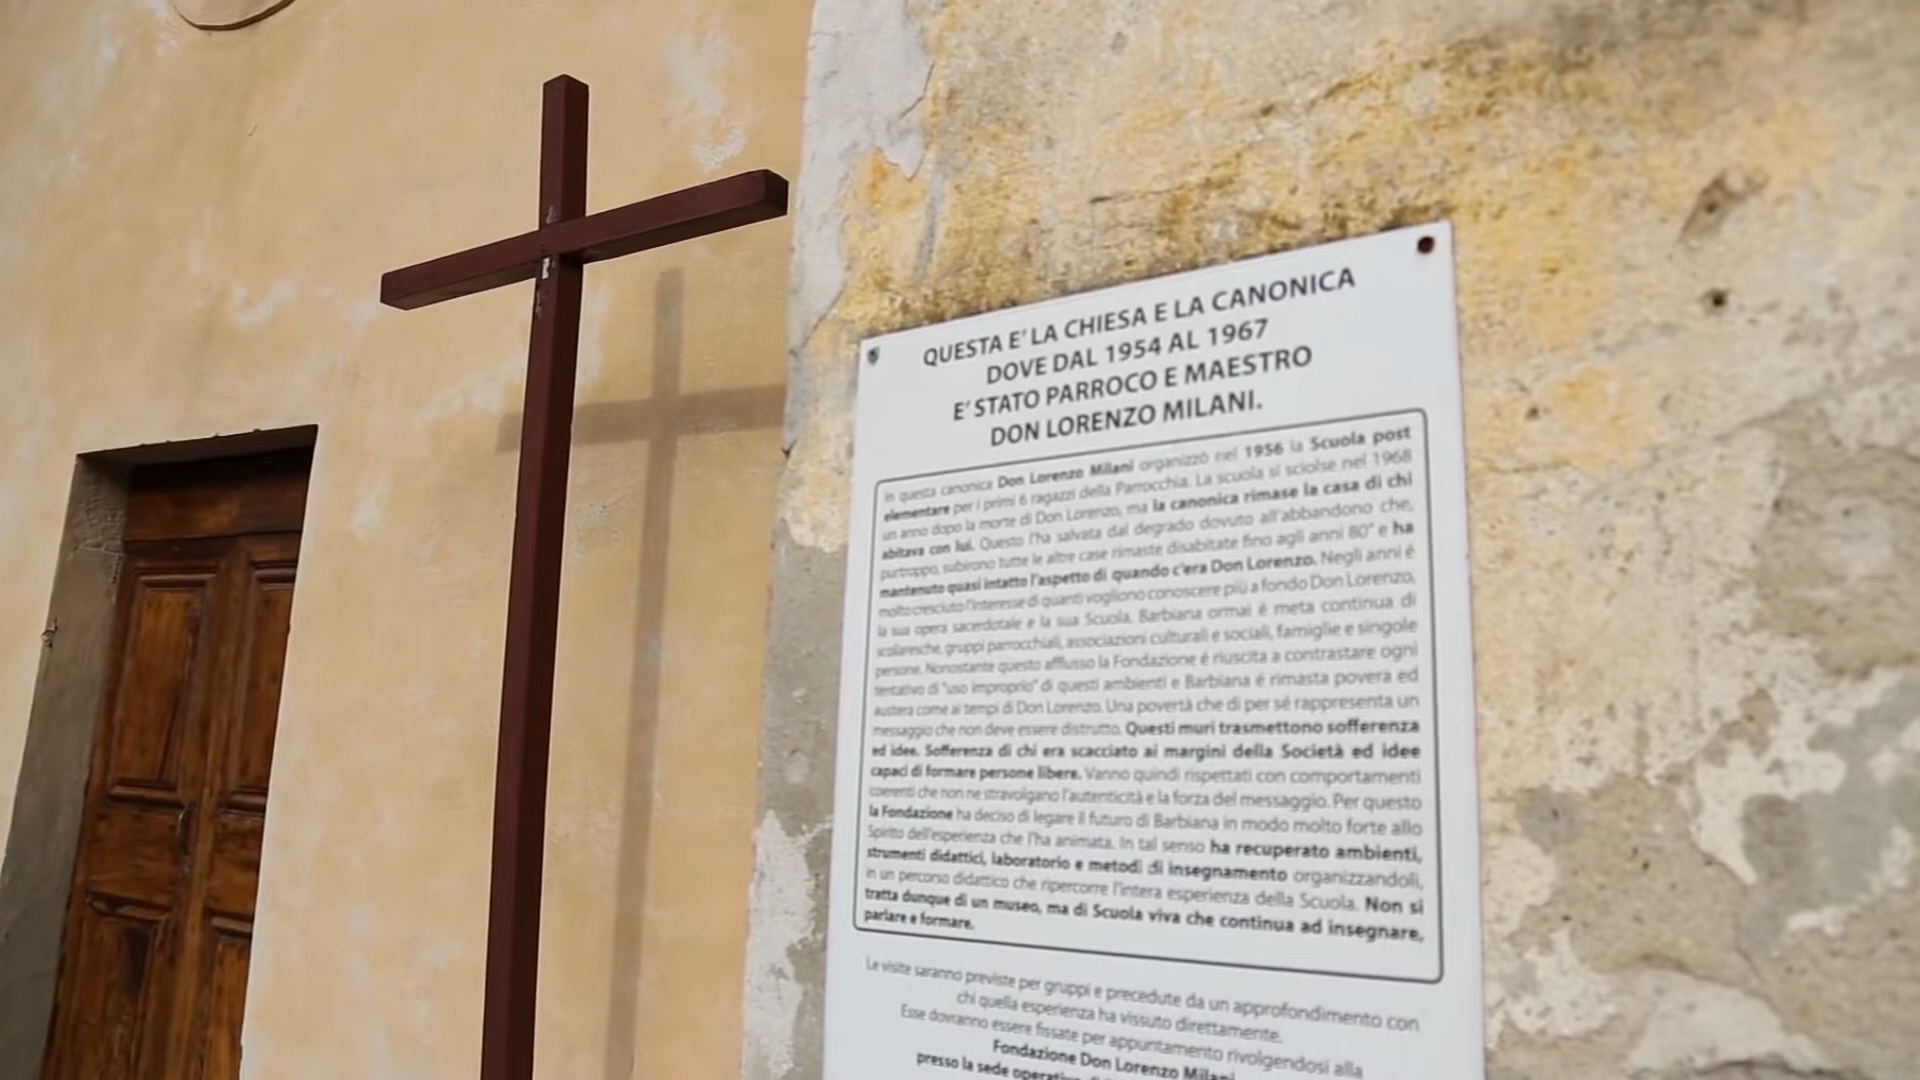 QUESTA E' LA CHIESA E LA CANONICA
DOVE DAL 1954 AL 1967
E' STATO PARROCO E MAESTRO
DON LORENZO MILANI.
In questa canonica Don Lorenzo Milani organizzò nel 1956 la Scuola post
elementare per i primi 6 ragazzi della Parrocchia. La scuola si sciolse nel 1968
un anno dopo la morte di Don Lorenzo, ma la canonica rimase la casa di chi
abitava con lui. Questo l'ha salvata dal degrado dovuto all'abbandono che,
purtroppo, subirono tutte le altre case rimaste disabitate fino agli anni 80" e ha
mantenuto quasi intatto l'aspetto di quando c'era Don Lorenzo. Negli anni é
molto cresciuto l'interesse di quanti vogliono conoscere più a fondo Don Lorenzo,
la sua opera sacerdotale e la sua Scuola. Barbiana ormai é meta continua di
scolaresche, gruppi parrocchiali, associazioni culturali e sociali, famiglie e singole
persone. Nonostante questo afflusso la Fondazione é riuscita a contrastare ogni
tentativo di "uso improprio" di questi ambienti e Barbiana é rimasta povera ed
austera come ai tempi di Don Lorenzo. Una povertà che di per sé rappresenta un
messaggio che non deve essere distrutto. Questi muri trasmettono sofferenza
ed idee. Sofferenza di chi era scacciato ai margini della Società ed idee
capaci di formare persone libere. Vanno quindi rispettati con comportamenti
coerenti che non ne stravolgano l'autenticità e la forza del messaggio. Per questo
la Fondazione ha deciso di legare il futuro di Barbiana in modo molto forte allo
Spirito dell'esperienza che l'ha animata. In tal senso ha recuperato ambienti,
strumenti didattici, laboratorio e metodi di insegnamento organizzandoli,
in un percorso didattico che ripercorre l'intera esperienza della Scuola. Non si
tratta dunque di un museo, ma di Scuola viva che continua ad insegnare,
parlare e formare.
Le visite saranno previste per gruppi e precedute da un approfondimento con
chi quella esperienza ha vissuto direttamente.
Esse dovranno essere fissate per appuntamento rivolgendosi alla
Fondazione Don Lorenzo Milani
presso la sede operativa